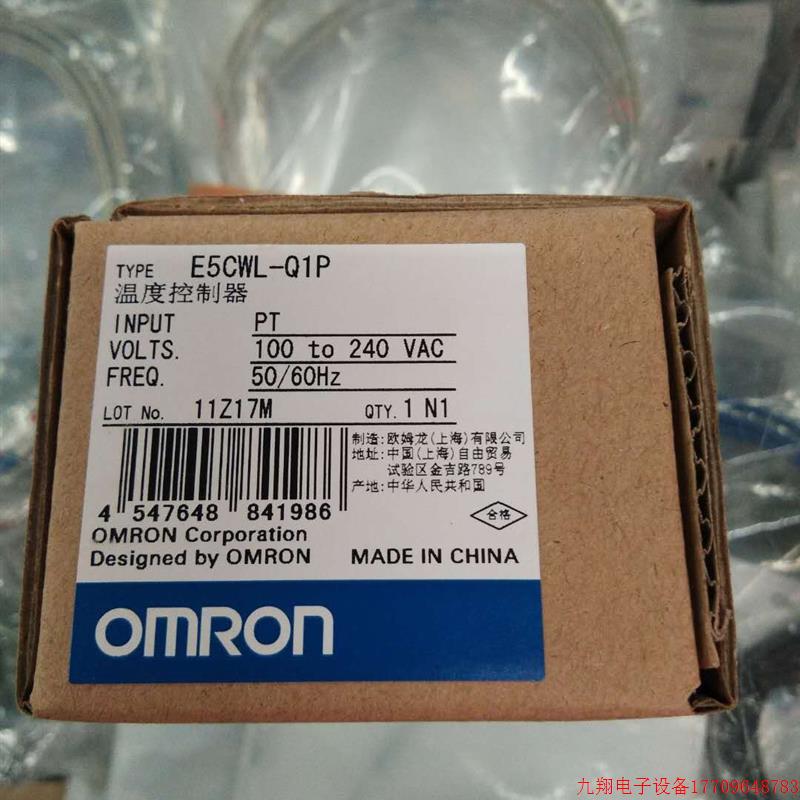 TYPE E5CWL-Q1P
温度控制器
INPUT PT
VOLTS. 100 to 240 VAC
FREQ. 50/60Hz
LOT No. 11Z17M QTY. 1 N1
制造:欧姆龙(上海)有限公司
地址:中国(上海)自由贸易
试验区金吉路789号
产地:中华人民共和国
4 547648 841986
合格
OMRON Corporation
Designed by OMRON MADE IN CHINA
OMRON
九翔电子设备17709648783